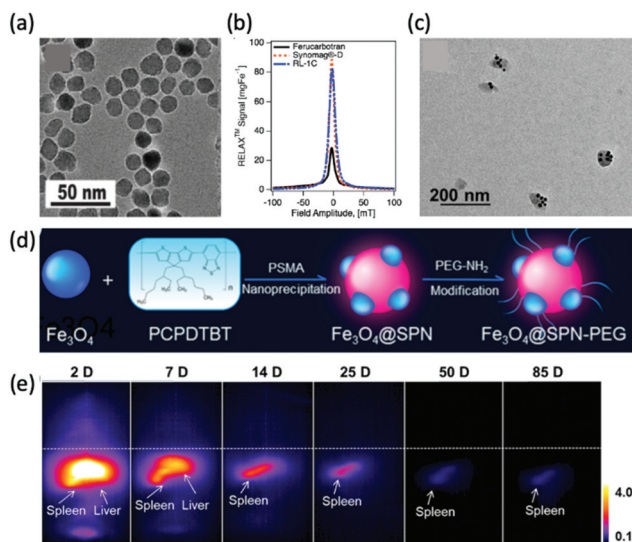 (a)
50 nm
(b)
RELAX™ Signal [mgFe⁻¹]
100
80
60
40
20
0
Ferucarbotran
Synomag®-D
RL-1C
-100 -50 0 50 100
Field Amplitude, [mT]
(c)
200 nm
(d)
+
PSMA
Nanoprecipitation
PEG-NH₂
Modification
Fe3O4
Fe₃O₄
PCPDTBT
Fe₃O₄@SPN
Fe₃O₄@SPN-PEG
(e)
2 D 7 D 14 D 25 D 50 D 85 D
Spleen Liver
Spleen Liver
Spleen
Spleen
Spleen
Spleen
4.0
0.1